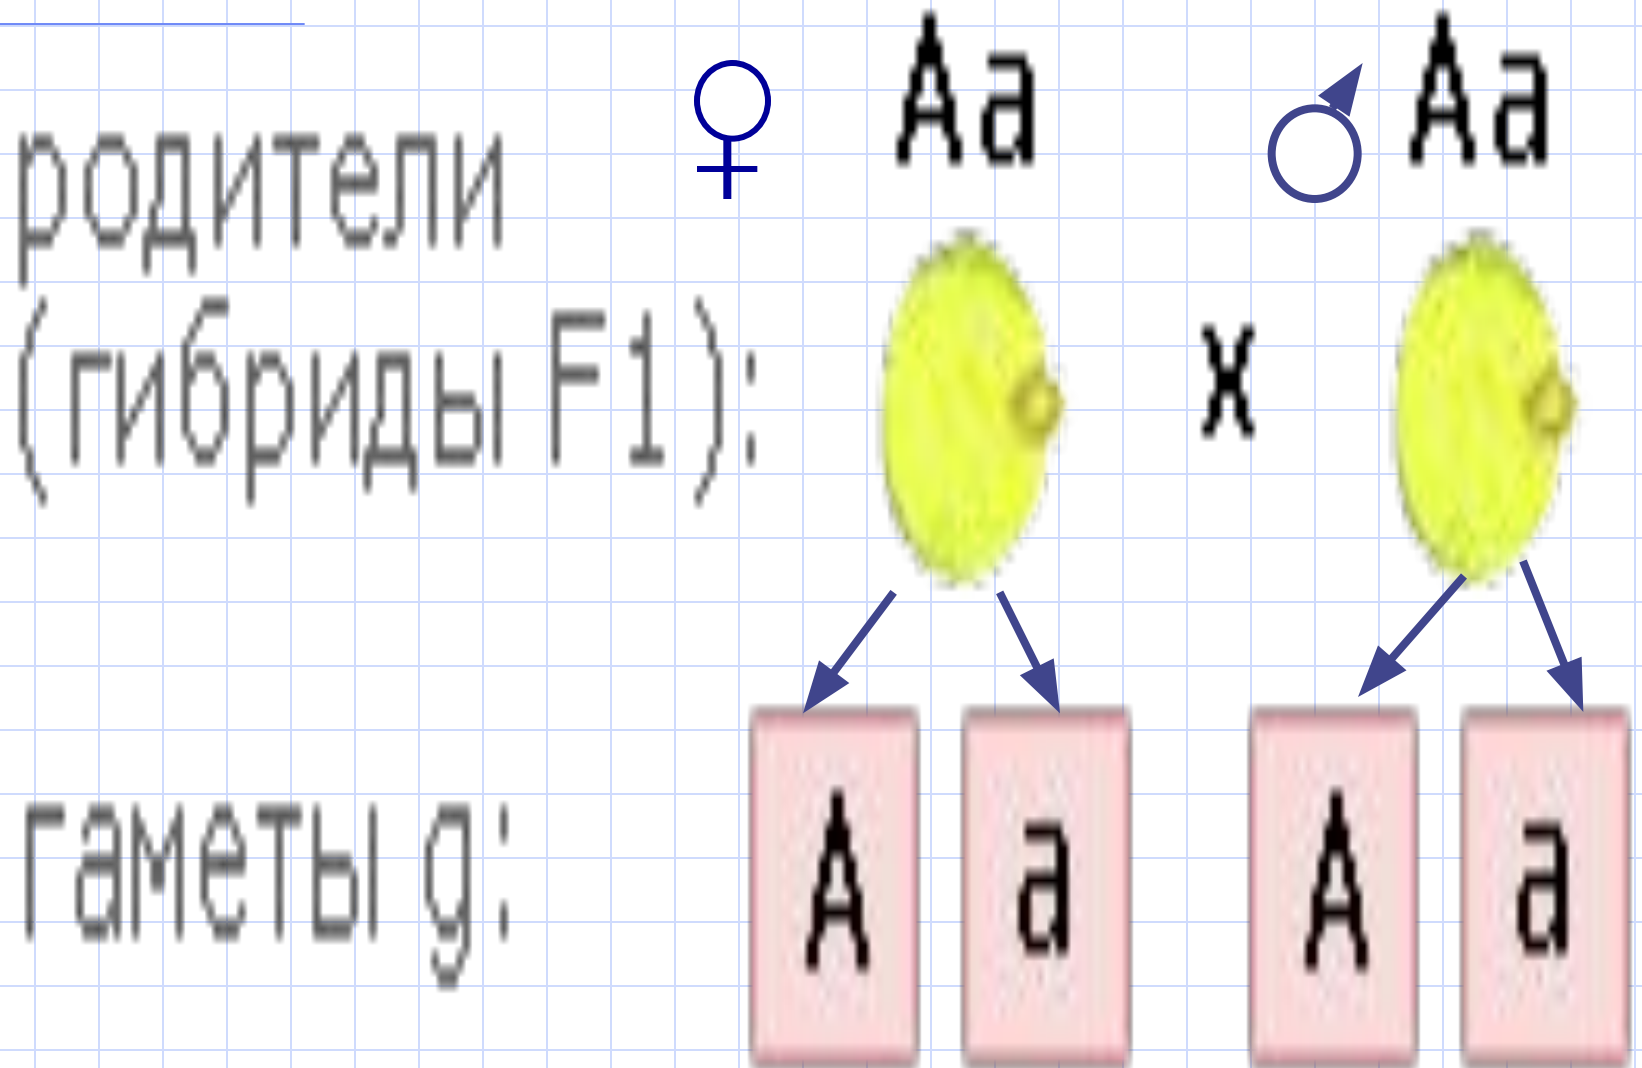 ♀ Aa ♂ Aa
родители
(гибриды F1):
x
гаметы g:
A a A a